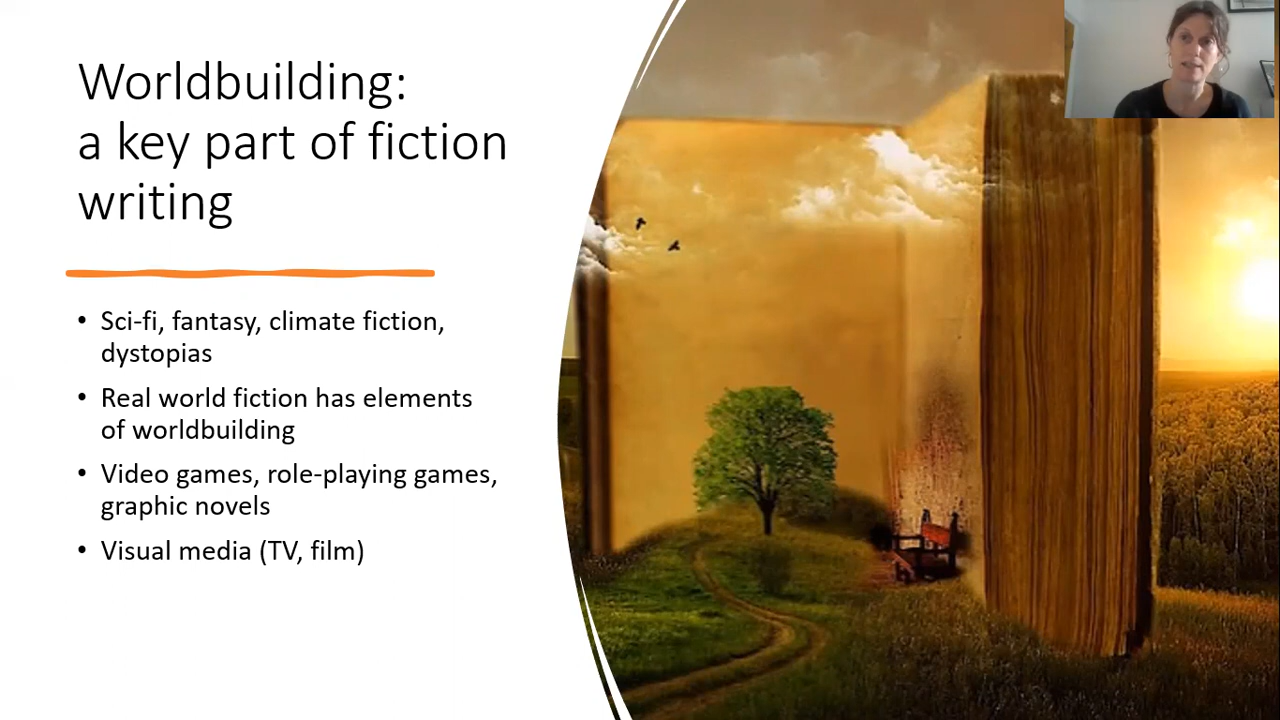 Worldbuilding:
a key part of fiction
writing
• Sci-fi, fantasy, climate fiction,
dystopias
• Real world fiction has elements
of worldbuilding
• Video games, role-playing games,
graphic novels
• Visual media (TV, film)